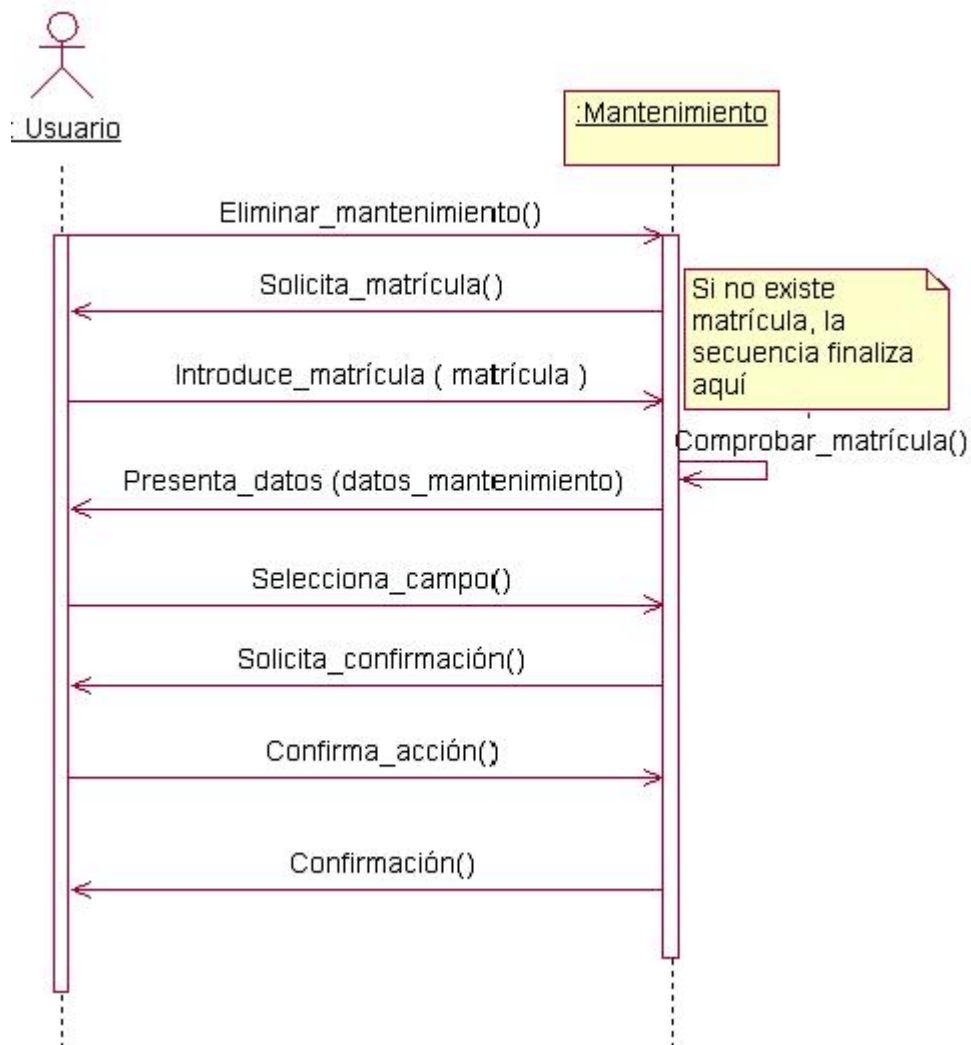 : Usuario
:Mantenimiento
Eliminar_mantenimiento()
Solicita_matrícula()
Si no existe
matrícula, la
secuencia finaliza
aquí
Introduce_matrícula ( matrícula )
Comprobar_matrícula()
Presenta_datos (datos_mantenimiento)
Selecciona_campo()
Solicita_confirmación()
Confirma_acción()
Confirmación()